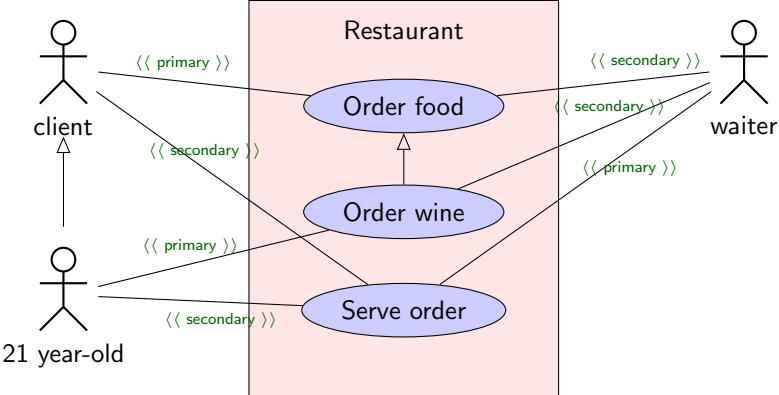 Restaurant
⟨⟨ primary ⟩⟩
⟨⟨ secondary ⟩⟩
Order food
⟨⟨ secondary ⟩⟩
client
waiter
⟨⟨ secondary ⟩⟩
⟨⟨ primary ⟩⟩
Order wine
⟨⟨ primary ⟩⟩
Serve order
⟨⟨ secondary ⟩⟩
21 year-old